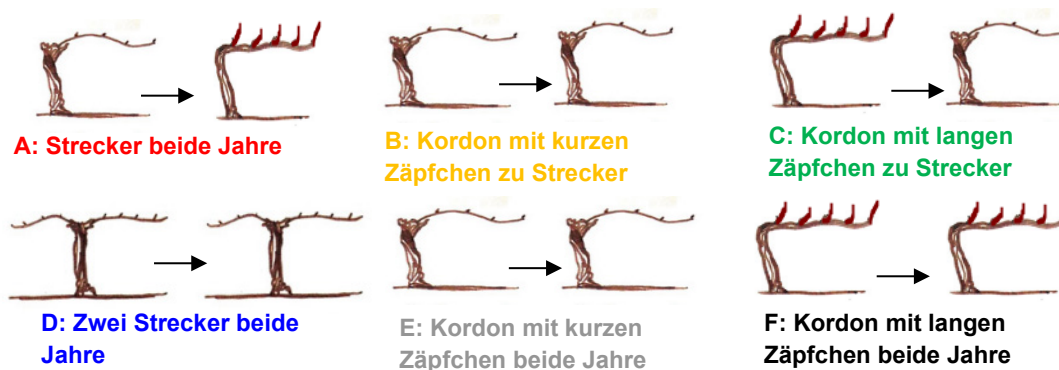 A: Strecker beide Jahre
B: Kordon mit kurzen
Zäpfchen zu Strecker
C: Kordon mit langen
Zäpfchen zu Strecker
D: Zwei Strecker beide
Jahre
E: Kordon mit kurzen
Zäpfchen beide Jahre
F: Kordon mit langen
Zäpfchen beide Jahre